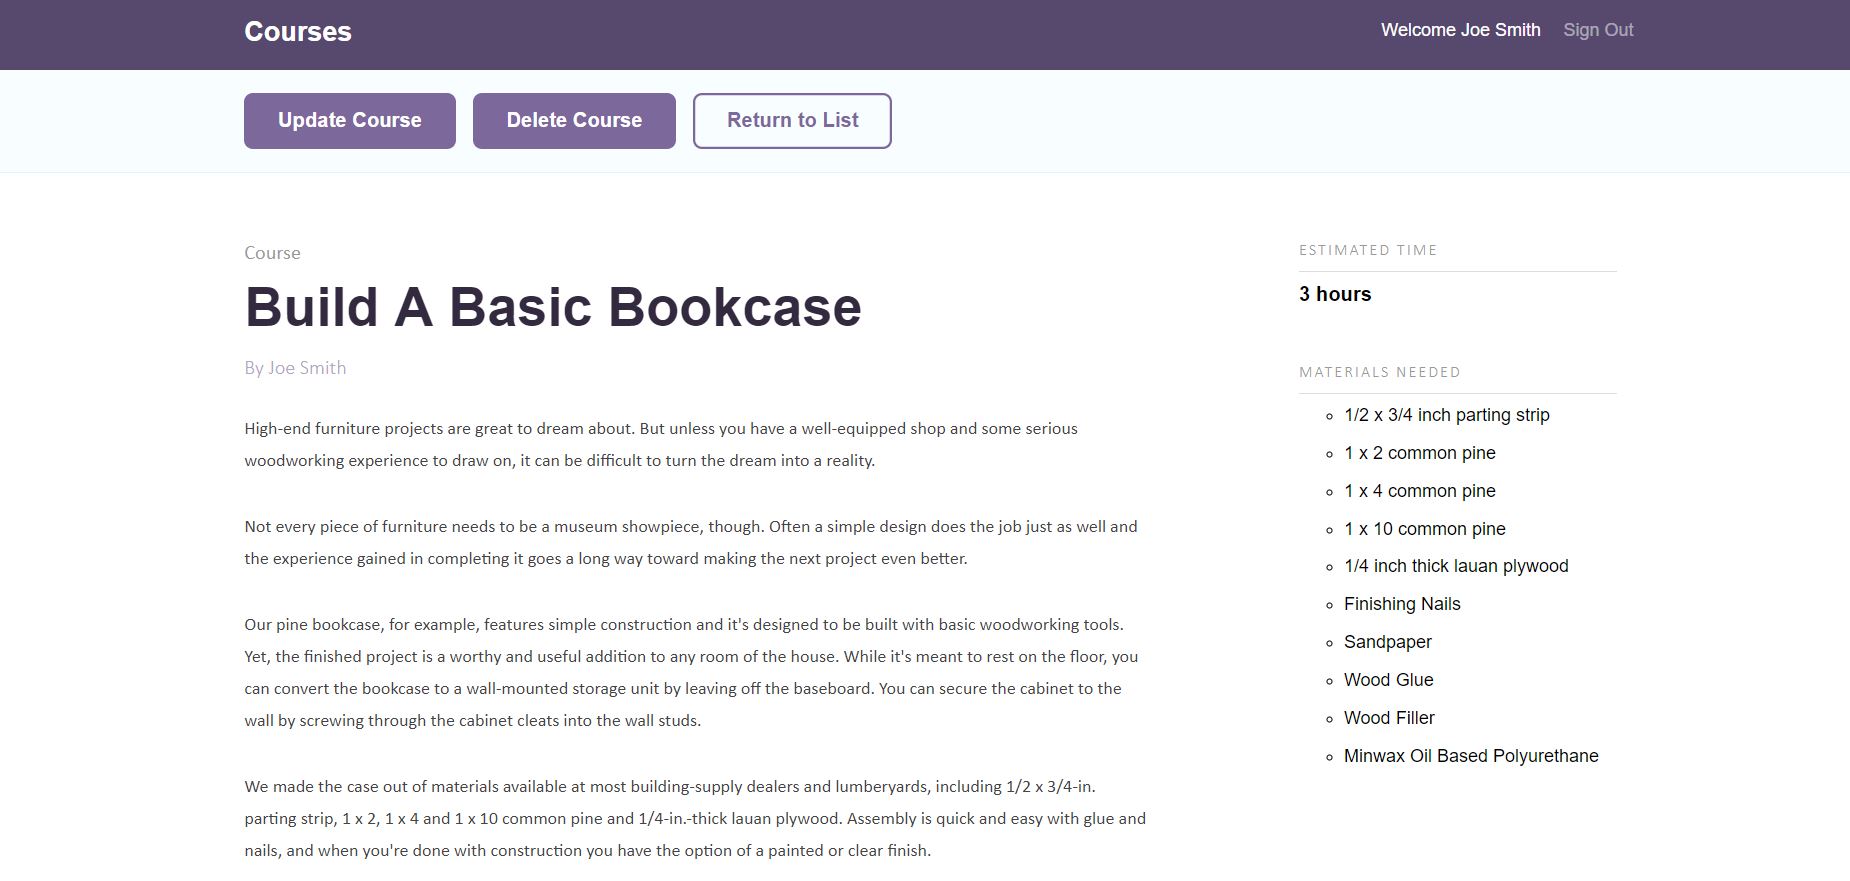 Courses
Welcome Joe Smith
Sign Out
Update Course
Delete Course
Return to List
Course
Build A Basic Bookcase
By Joe Smith
High-end furniture projects are great to dream about. But unless you have a well-equipped shop and some serious
woodworking experience to draw on, it can be difficult to turn the dream into a reality.
Not every piece of furniture needs to be a museum showpiece, though. Often a simple design does the job just as well and
the experience gained in completing it goes a long way toward making the next project even better.
Our pine bookcase, for example, features simple construction and it's designed to be built with basic woodworking tools.
Yet, the finished project is a worthy and useful addition to any room of the house. While it's meant to rest on the floor, you
can convert the bookcase to a wall-mounted storage unit by leaving off the baseboard. You can secure the cabinet to the
wall by screwing through the cabinet cleats into the wall studs.
We made the case out of materials available at most building-supply dealers and lumberyards, including 1/2 x 3/4-in.
parting strip, 1 x 2, 1 x 4 and 1 x 10 common pine and 1/4-in.-thick lauan plywood. Assembly is quick and easy with glue and
nails, and when you're done with construction you have the option of a painted or clear finish.
ESTIMATED TIME
3 hours
MATERIALS NEEDED
1/2 x 3/4 inch parting strip
1 x 2 common pine
1 x 4 common pine
1 x 10 common pine
1/4 inch thick lauan plywood
Finishing Nails
Sandpaper
Wood Glue
Wood Filler
Minwax Oil Based Polyurethane